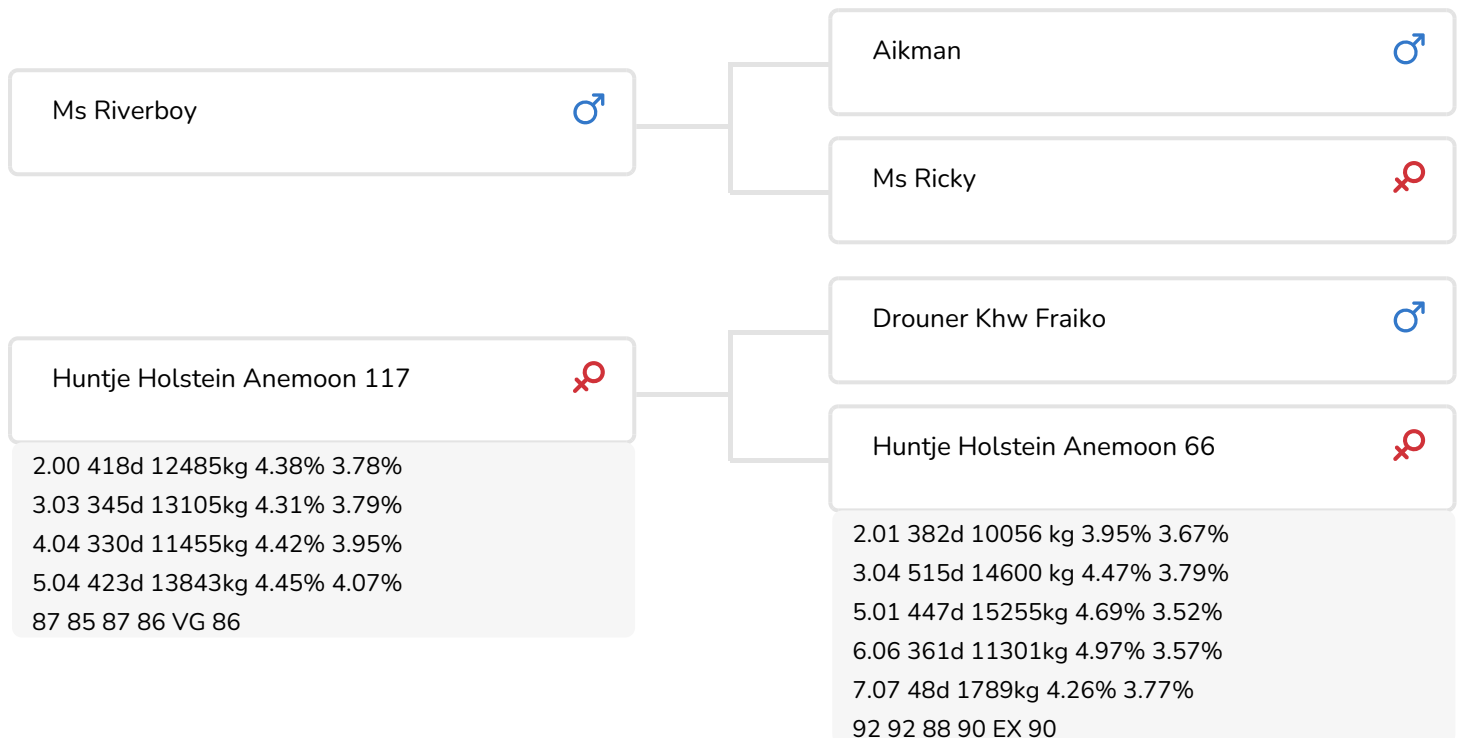 Ms Riverboy
Aikman
Ms Ricky
Huntje Holstein Anemoon 117
2.00 418d 12485kg 4.38% 3.78%
3.03 345d 13105kg 4.31% 3.79%
4.04 330d 11455kg 4.42% 3.95%
5.04 423d 13843kg 4.45% 4.07%
87 85 87 86 VG 86
Drouner Khw Fraiko
Huntje Holstein Anemoon 66
2.01 382d 10056 kg 3.95% 3.67%
3.04 515d 14600 kg 4.47% 3.79%
5.01 447d 15255kg 4.69% 3.52%
6.06 361d 11301kg 4.97% 3.57%
7.07 48d 1789kg 4.26% 3.77%
92 92 88 90 EX 90